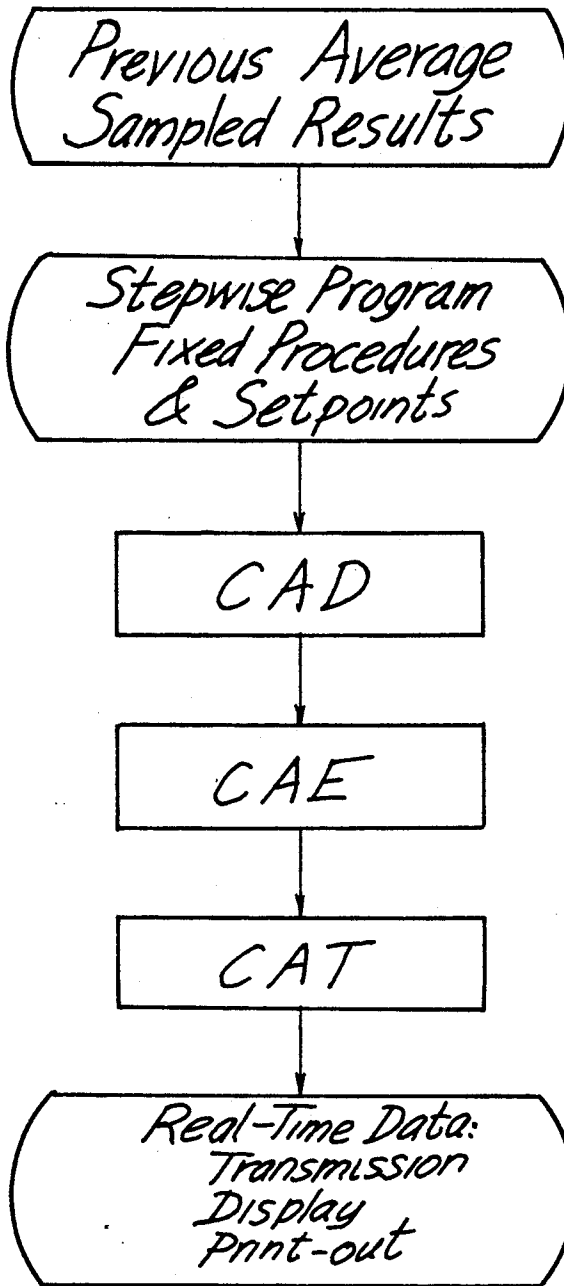 Previous Average
Sampled Results
Stepwise Program
Fixed Procedures
& Setpoints
CAD
CAE
CAT
Real-Time Data:
Transmission
Display
Print-out